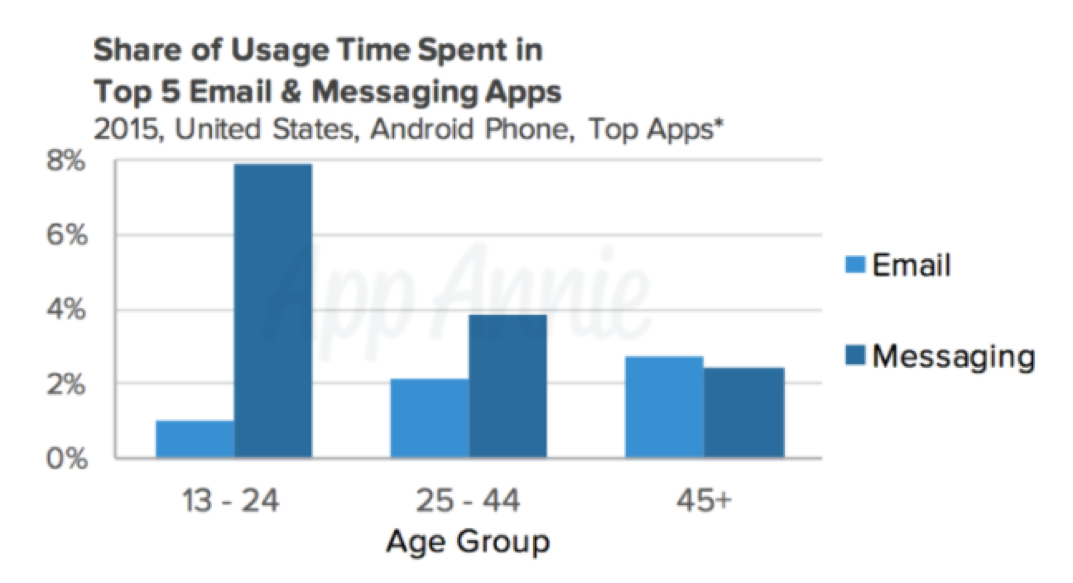 Share of Usage Time Spent in
Top 5 Email & Messaging Apps
2015, United States, Android Phone, Top Apps*
8%
6%
4%
2%
0%
App Annie
Email
Messaging
13 - 24
25 - 44
45+
Age Group